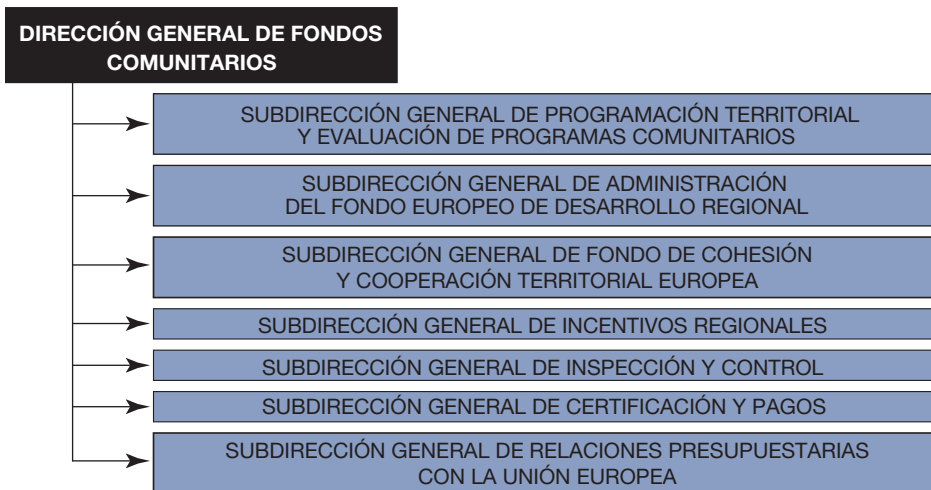 DIRECCIÓN GENERAL DE FONDOS
COMUNITARIOS
SUBDIRECCIÓN GENERAL DE PROGRAMACIÓN TERRITORIAL
Y EVALUACIÓN DE PROGRAMAS COMUNITARIOS
SUBDIRECCIÓN GENERAL DE ADMINISTRACIÓN
DEL FONDO EUROPEO DE DESARROLLO REGIONAL
SUBDIRECCIÓN GENERAL DE FONDO DE COHESIÓN
Y COOPERACIÓN TERRITORIAL EUROPEA
SUBDIRECCIÓN GENERAL DE INCENTIVOS REGIONALES
SUBDIRECCIÓN GENERAL DE INSPECCIÓN Y CONTROL
SUBDIRECCIÓN GENERAL DE CERTIFICACIÓN Y PAGOS
SUBDIRECCIÓN GENERAL DE RELACIONES PRESUPUESTARIAS
CON LA UNIÓN EUROPEA